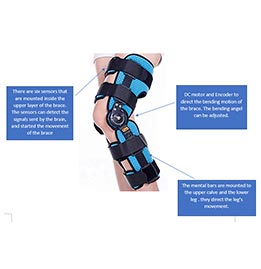 There are six sensors that
are mounted inside the
upper layer of the brace.
The sensors can detect the
signals sent by the brain,
and started the movement
of the brace
DC motor and Encoder to
direct the bending motion of
the brace. The bending angel
can be adjusted.
The mental bars are mounted to
the upper calve and the lower
leg , they direct the leg's
movement.